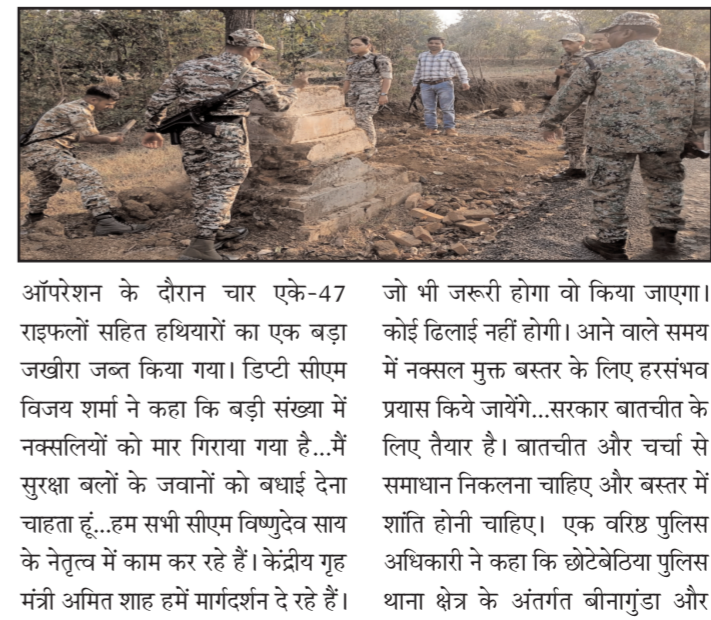 ऑपरेशन के दौरान चार एके-47
राइफलों सहित हथियारों का एक बड़ा
जखीरा जब्त किया गया। डिप्टी सीएम
विजय शर्मा ने कहा कि बड़ी संख्या में
नक्सलियों को मार गिराया गया है...मैं
सुरक्षा बलों के जवानों को बधाई देना
चाहता हूं...हम सभी सीएम विष्णुदेव साय
के नेतृत्व में काम कर रहे हैं। केंद्रीय गृह
मंत्री अमित शाह हमें मार्गदर्शन दे रहे हैं।
जो भी जरूरी होगा वो किया जाएगा।
कोई ढिलाई नहीं होगी। आने वाले समय
में नक्सल मुक्त बस्तर के लिए हरसंभव
प्रयास किये जायेंगे...सरकार बातचीत के
लिए तैयार है। बातचीत और चर्चा से
समाधान निकलना चाहिए और बस्तर में
शांति होनी चाहिए। एक वरिष्ठ पुलिस
अधिकारी ने कहा कि छोटेबेठिया पुलिस
थाना क्षेत्र के अंतर्गत बीनागुंडा और